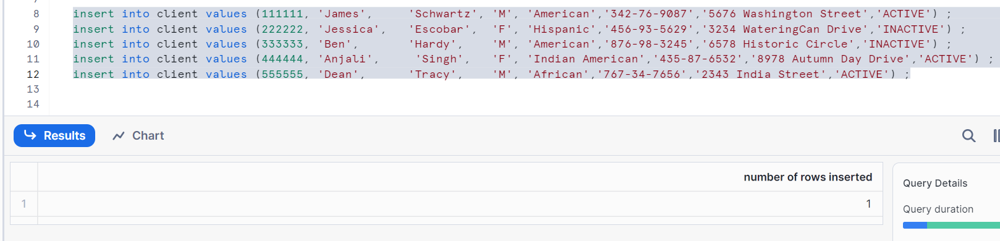 8 insert into client values (111111, 'James', 'Schwartz', 'M', 'American','342-76-9087','5676 Washington Street','ACTIVE') ;
9 insert into client values (222222, 'Jessica', 'Escobar', 'F', 'Hispanic','456-93-5629','3234 WateringCan Drive','INACTIVE') ;
10 insert into client values (333333, 'Ben', 'Hardy', 'M', 'American','876-98-3245','6578 Historic Circle','INACTIVE') ;
11 insert into client values (444444, 'Anjali', 'Singh', 'F', 'Indian American','435-87-6532','8978 Autumn Day Drive','ACTIVE') ;
12 insert into client values (555555, 'Dean', 'Tracy', 'M', 'African','767-34-7656','2343 India Street','ACTIVE') ;
13
14
Results Chart
number of rows inserted
1 1
Query Details
Query duration